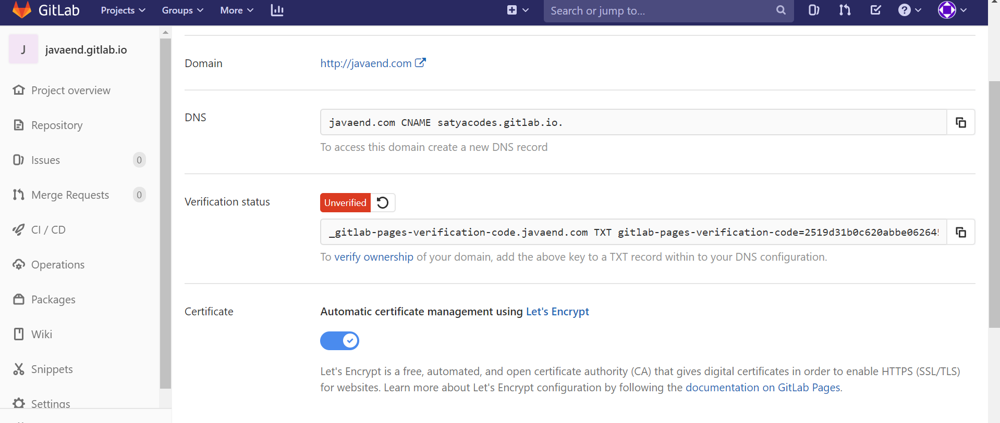 GitLab Projects Groups More Search or jump to...
J javaend.gitlab.io
Project overview
Repository
Issues 0
Merge Requests 0
CI / CD
Operations
Packages
Wiki
Snippets
Settings
Domain http://javaend.com
DNS javaend.com CNAME satyacodes.gitlab.io.
To access this domain create a new DNS record
Verification status Unverified
_gitlab-pages-verification-code.javaend.com TXT gitlab-pages-verification-code=2519d31b0c620abbe062645
To verify ownership of your domain, add the above key to a TXT record within to your DNS configuration.
Certificate Automatic certificate management using Let's Encrypt
Let's Encrypt is a free, automated, and open certificate authority (CA) that gives digital certificates in order to enable HTTPS (SSL/TLS)
for websites. Learn more about Let's Encrypt configuration by following the documentation on GitLab Pages.